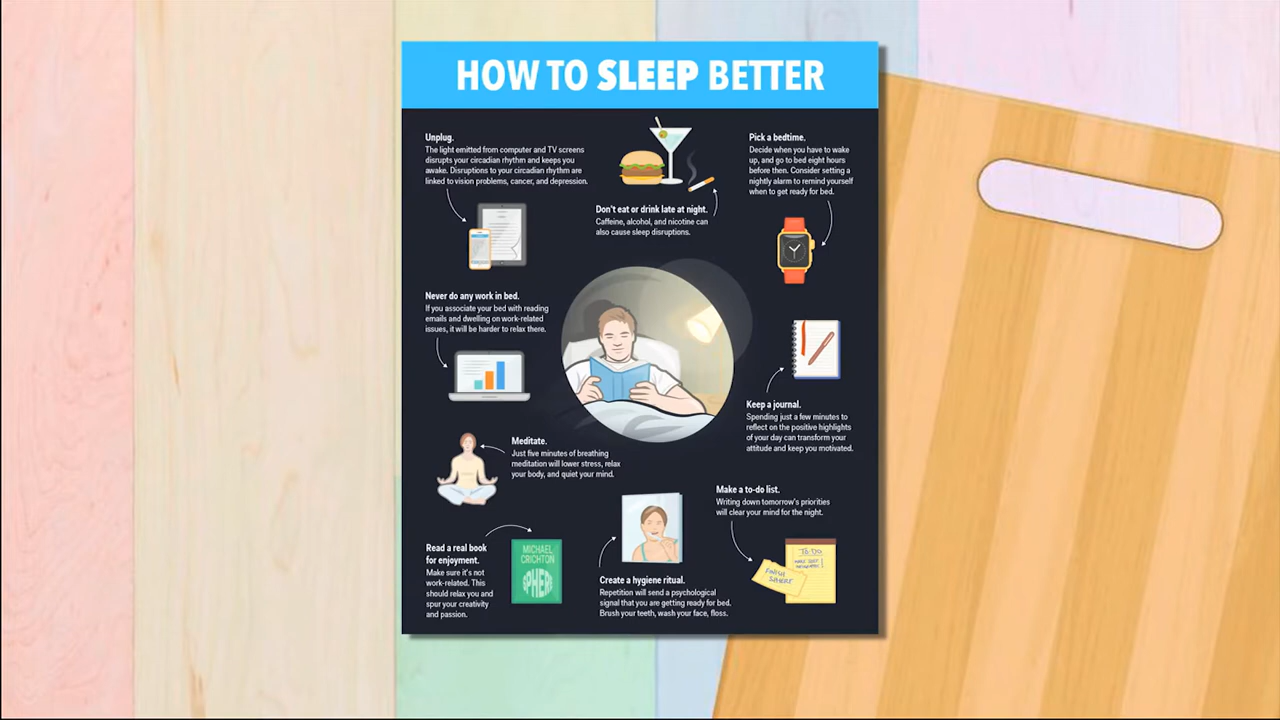 HOW TO SLEEP BETTER
Unplug.
The light emitted from computer and TV screens
disrupts your circadian rhythm and keeps you
awake. Disruptions to your circadian rhythm are
linked to vision problems, cancer, and depression.
Don't eat or drink late at night.
Caffeine, alcohol, and nicotine can
also cause sleep disruptions.
Pick a bedtime.
Decide when you have to wake
up, and go to bed eight hours
before then. Consider setting a
nightly alarm to remind yourself
when to get ready for bed.
Never do any work in bed.
If you associate your bed with reading
emails and dwelling on work-related
issues, it will be harder to relax there.
Keep a journal.
Spending just a few minutes to
reflect on the positive highlights
of your day can transform your
attitude and keep you motivated.
Meditate.
Just five minutes of breathing
meditation will lower stress, relax
your body, and quiet your mind.
Make a to-do list.
Writing down tomorrow's priorities
will clear your mind for the night.
Read a real book
for enjoyment.
Make sure it's not
work-related. This
should relax you and
spur your creativity
and passion.
MICHAEL
CRICHTON
SPHERE
Create a hygiene ritual.
Repetition will send a psychological
signal that you are getting ready for bed.
Brush your teeth, wash your face, floss.
TO-DO
FINISH
SPHERE